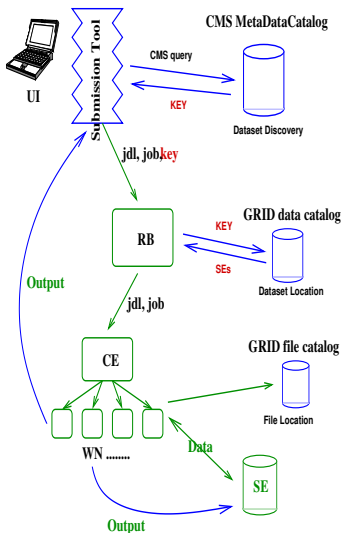 CMS MetaDataCatalog
UI
Submission Tool
CMS query
KEY
Dataset Discovery
jdl, job,key
RB
KEY
SEs
GRID data catalog
Dataset Location
Output
jdl, job
CE
GRID file catalog
File Location
WN ........
Data
SE
Output